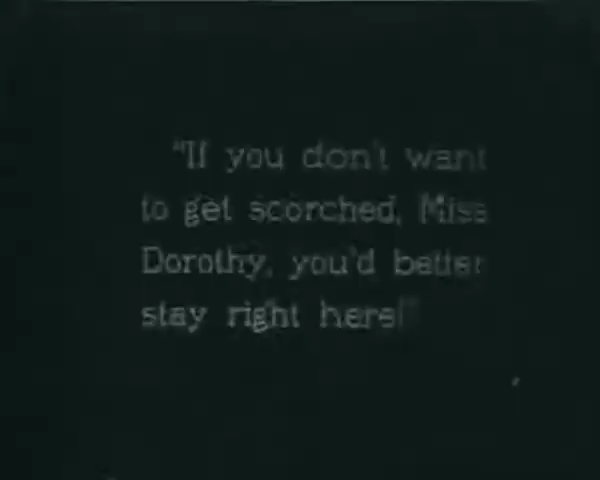 "If you don't want
to get scorched, Miss
Dorothy, you'd better
stay right here!"